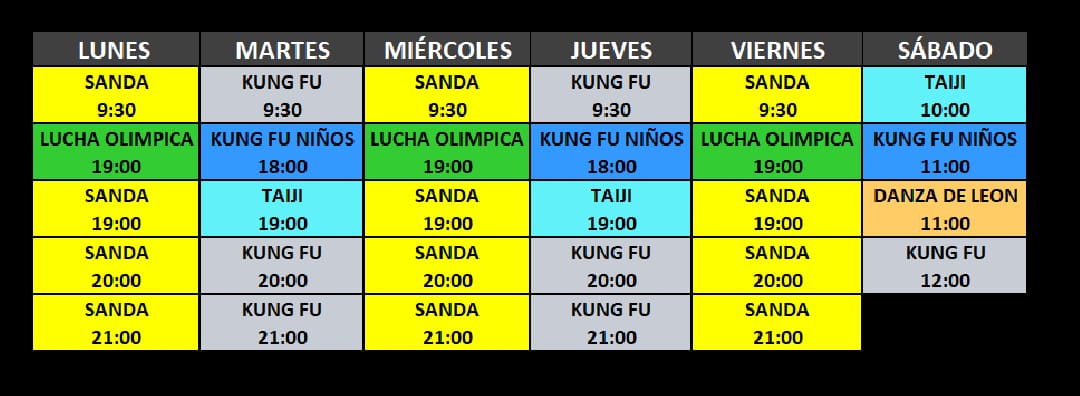 LUNES MARTES MIÉRCOLES JUEVES VIERNES SÁBADO
SANDA KUNG FU SANDA KUNG FU SANDA TAIJI
9:30 9:30 9:30 9:30 9:30 10:00
LUCHA OLIMPICA KUNG FU NIÑOS LUCHA OLIMPICA KUNG FU NIÑOS LUCHA OLIMPICA KUNG FU NIÑOS
19:00 18:00 19:00 18:00 19:00 11:00
SANDA TAIJI SANDA TAIJI SANDA DANZA DE LEON
19:00 19:00 19:00 19:00 19:00 11:00
SANDA KUNG FU SANDA KUNG FU SANDA KUNG FU
20:00 20:00 20:00 20:00 20:00 12:00
SANDA KUNG FU SANDA KUNG FU SANDA
21:00 21:00 21:00 21:00 21:00